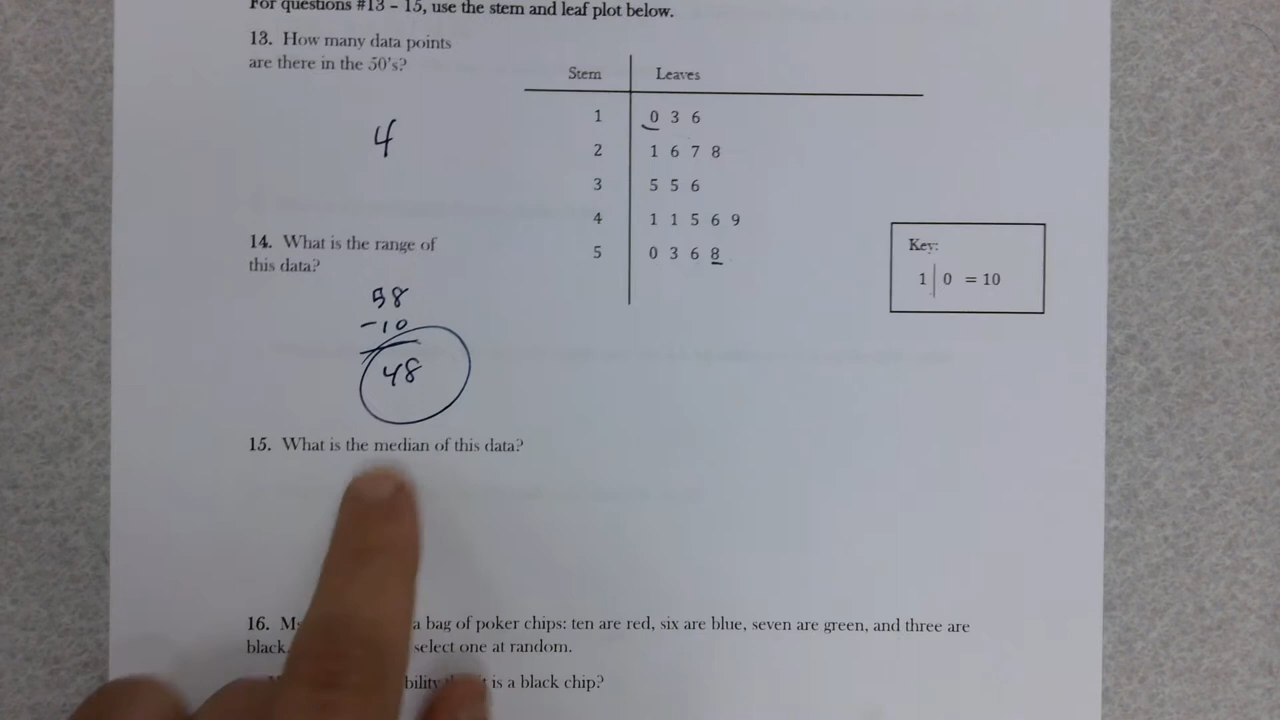 For questions #13 – 15, use the stem and leaf plot below.
13. How many data points
are there in the 50's?
4
Stem Leaves
1 0 3 6
2 1 6 7 8
3 5 5 6
4 1 1 5 6 9
5 0 3 6 8
Key:
1 0 = 10
14. What is the range of
this data?
58
-10
48
15. What is the median of this data?
16. a bag of poker chips: ten are red, six are blue, seven are green, and three are
black. select one at random.
it is a black chip?